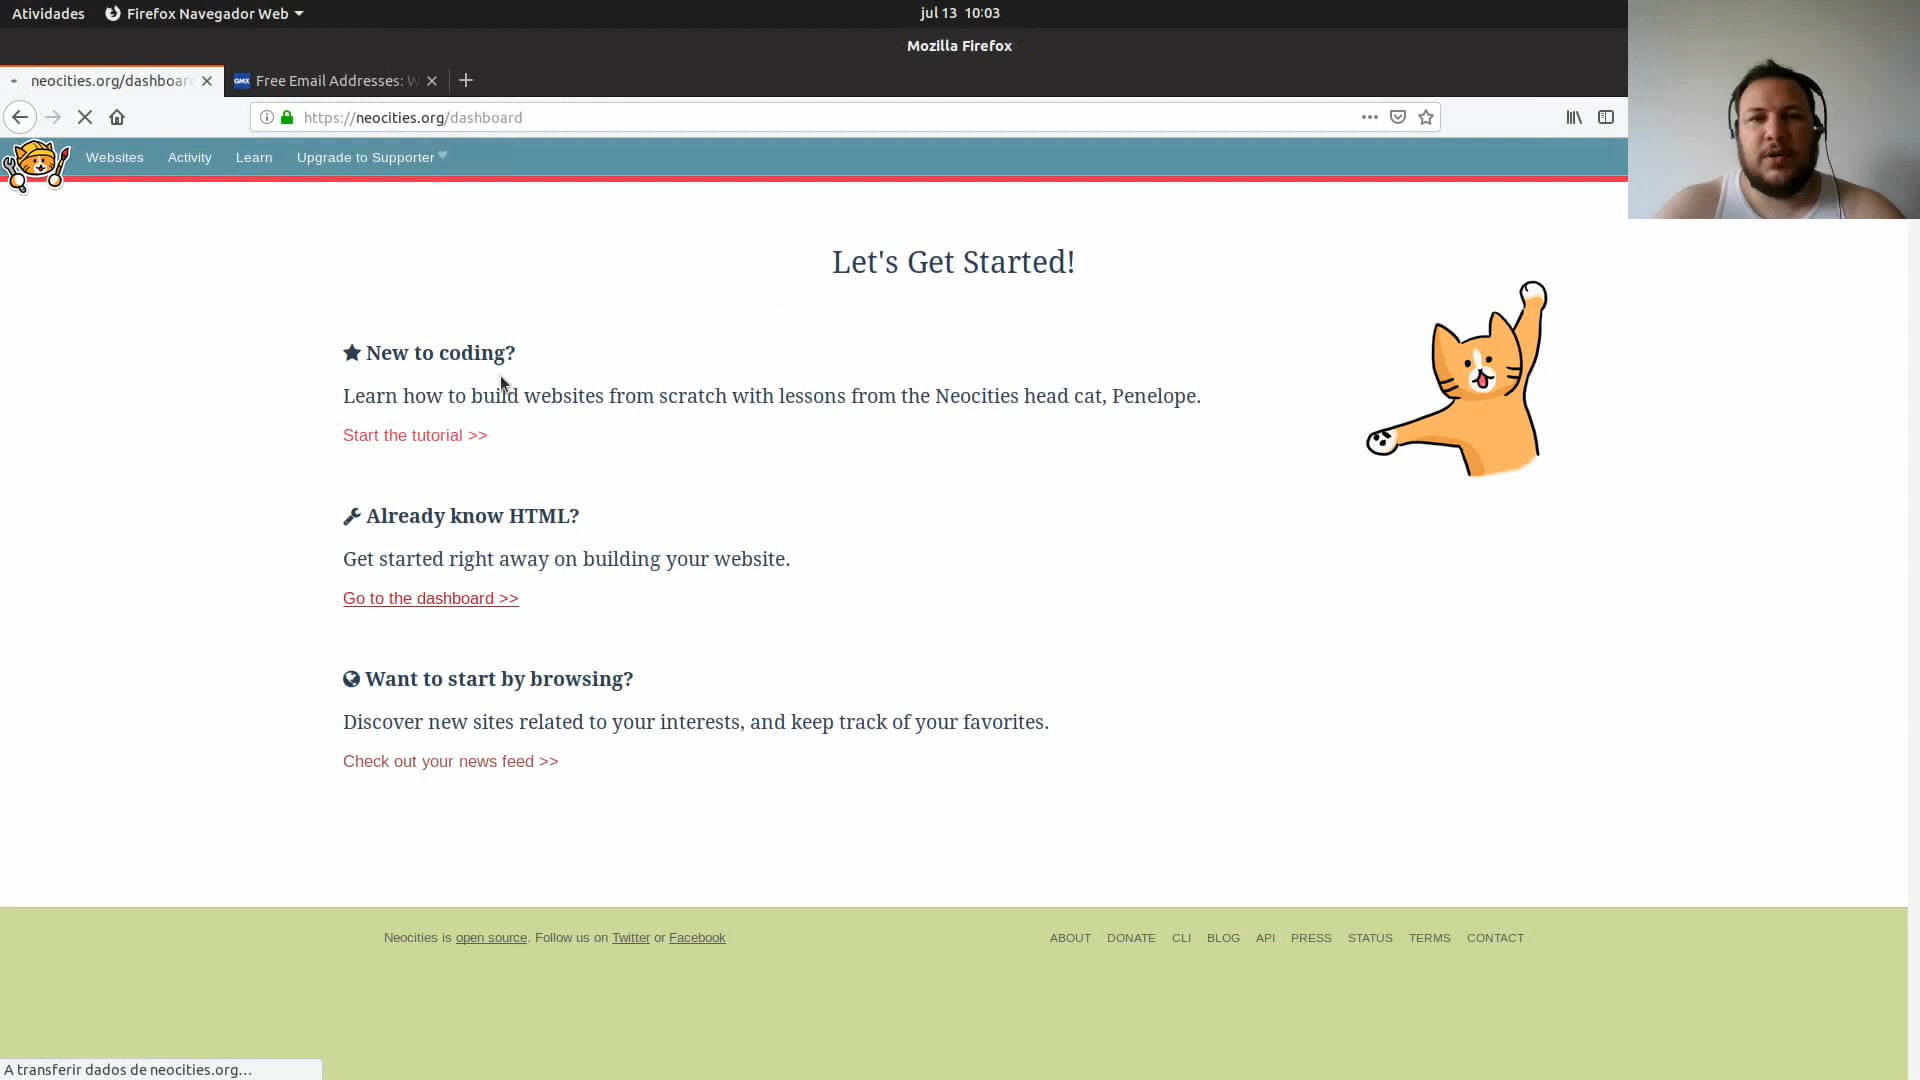 Atividades Firefox Navegador Web jul 13 10:03
Mozilla Firefox
neocities.org/dashboar Free Email Addresses: W
https://neocities.org/dashboard
Websites Activity Learn Upgrade to Supporter
Let's Get Started!
New to coding?
Learn how to build websites from scratch with lessons from the Neocities head cat, Penelope.
Start the tutorial >>
Already know HTML?
Get started right away on building your website.
Go to the dashboard >>
Want to start by browsing?
Discover new sites related to your interests, and keep track of your favorites.
Check out your news feed >>
Neocities is open source. Follow us on Twitter or Facebook ABOUT DONATE CLI BLOG API PRESS STATUS TERMS CONTACT
A transferir dados de neocities.org…